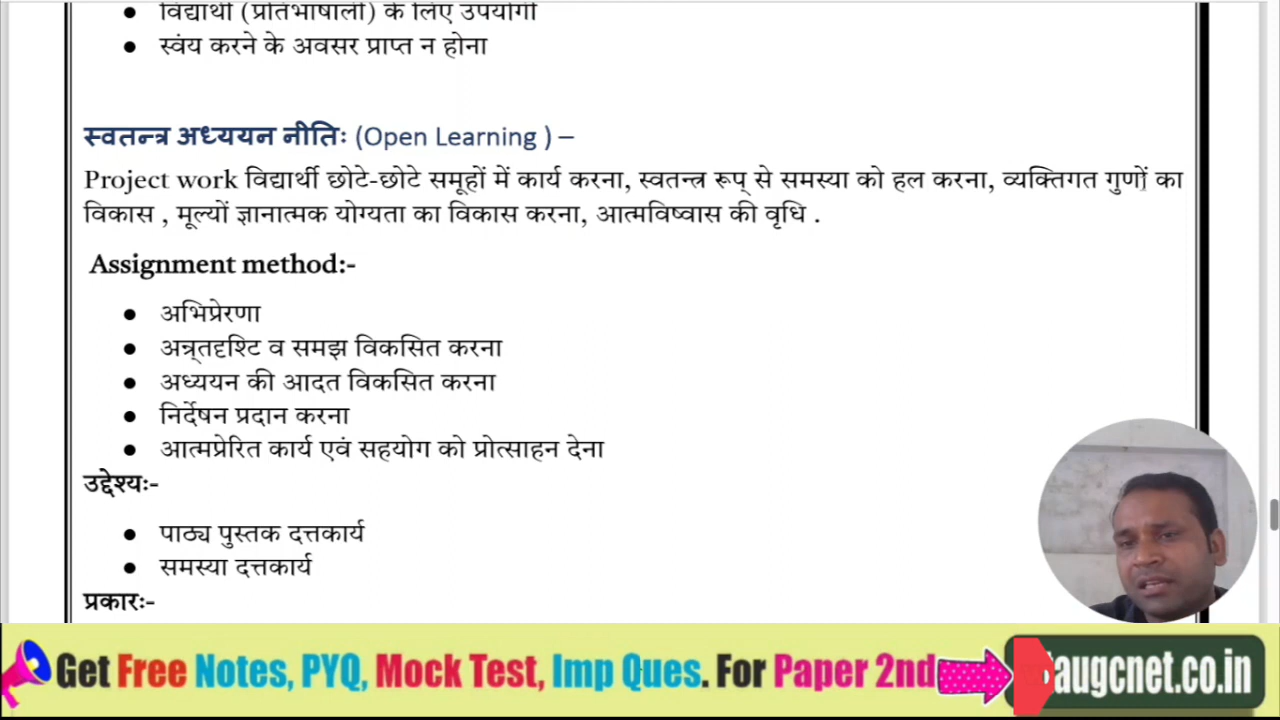 विद्यार्थी (प्रतिभाषाली) के लिए उपयोगी
● स्वंय करने के अवसर प्राप्त न होना
स्वतन्त्र अध्ययन नीतिः (Open Learning ) –
Project work विद्यार्थी छोटे-छोटे समूहों में कार्य करना, स्वतन्त्र रूप् से समस्या को हल करना, व्यक्तिगत गुणों का
विकास , मूल्यों ज्ञानात्मक योग्यता का विकास करना, आत्मविष्वास की वृधि .
Assignment method:-
● अभिप्रेरणा
● अन्र्तदृश्टि व समझ विकसित करना
● अध्ययन की आदत विकसित करना
● निर्देषन प्रदान करना
● आत्मप्रेरित कार्य एवं सहयोग को प्रोत्साहन देना
उद्देश्यः-
● पाठ्य पुस्तक दत्तकार्य
● समस्या दत्तकार्य
प्रकारः-
Get Free Notes, PYQ, Mock Test, Imp Ques. For Paper 2nd
augcnet.co.in